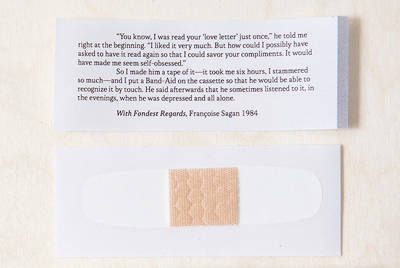 "You know, I was read your 'love letter' just once," he told me
right at the beginning. "I liked it very much. But how could I possibly have
asked to have it read again so that I could savor your compliments. It would
have made me seem self-obsessed."
So I made him a tape of it—it took me six hours, I stammered
so much—and I put a Band-Aid on the cassette so that he would be able to
recognize it by touch. He said afterwards that he sometimes listened to it, in
the evenings, when he was depressed and all alone.
With Fondest Regards, Françoise Sagan 1984